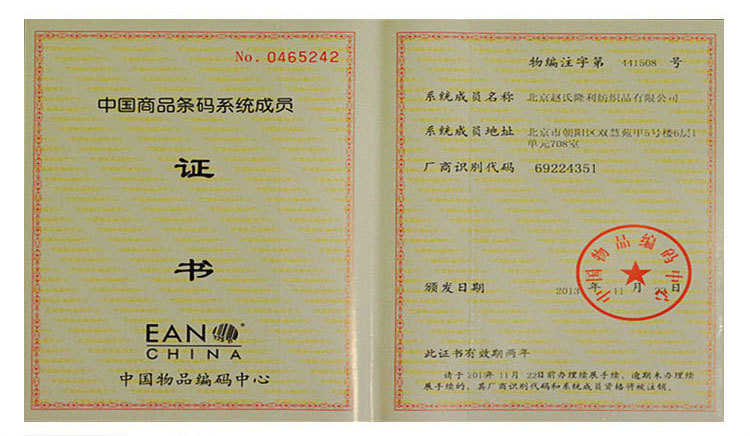 No. 0465242
中国商品条码系统成员
证
书
EAN
CHINA
中国物品编码中心
物编注字第 441508 号
系统成员名称 北京赵氏隆利纺织品有限公司
系统成员地址 北京市朝阳区双慧苑甲5号楼6层1
单元708室
厂商识别代码 69224351
中国物品编码中心
颁发日期 2013 年 11 月 日
此证书有效期两年
请于 年 11 月 22日前办理续展手续，逾期未办理续
展手续的，其厂商识别代码和系统成员资格将被注销。